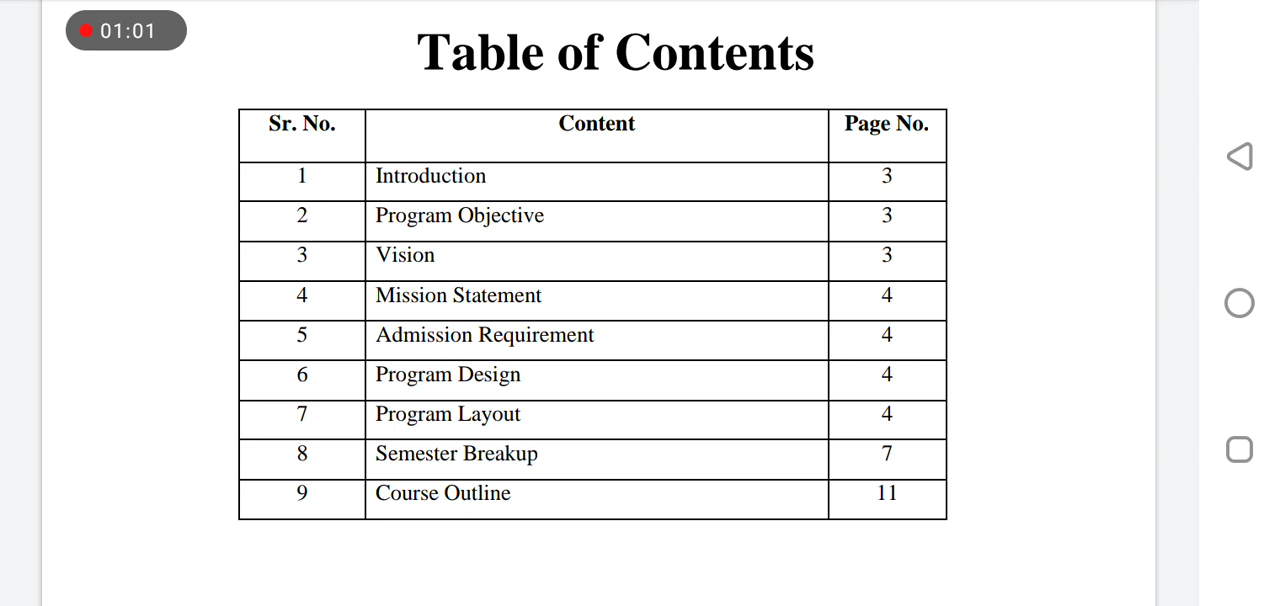 01:01
Table of Contents
Sr. No. Content Page No.
1 Introduction 3
2 Program Objective 3
3 Vision 3
4 Mission Statement 4
5 Admission Requirement 4
6 Program Design 4
7 Program Layout 4
8 Semester Breakup 7
9 Course Outline 11